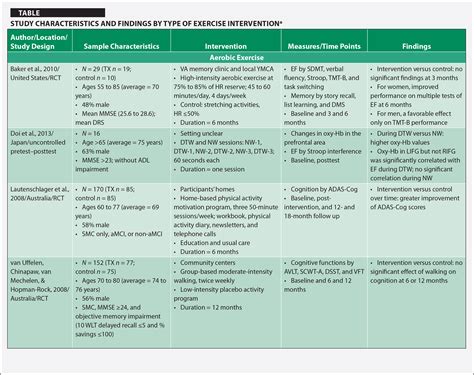 TABLE
STUDY CHARACTERISTICS AND FINDINGS BY TYPE OF EXERCISE INTERVENTION*
Author/Location/
Study Design
Sample Characteristics
Intervention
Measures/Time Points
Findings
Aerobic Exercise
Baker et al., 2010/
United States/RCT
• N = 29 (TX n = 19;
control n = 10)
• Ages 55 to 85 (average = 70
years)
• 48% male
• Mean MMSE (25.6 to 28.6);
mean DRS
• VA memory clinic and local YMCA
• High-intensity aerobic exercise at
75% to 85% of HR reserve; 45 to 60
minutes/day, 4 days/week
• Control: stretching activities,
HR ≤50%
• Duration = 6 months
• EF by SDMT, verbal
fluency, Stroop, TMT-B, and
task switching
• Memory by story recall,
list learning, and DMS
• Baseline and 3 and 6
months
• Intervention versus control: no
significant findings at 3 months
• For women, improved
performance on multiple tests of
EF at 6 months
• For men, a favorable effect
only on TMT-B performance
Doi et al., 2013/
Japan/uncontrolled
pretest–posttest
• N = 16
• Age >65 (average = 75 years)
• 63% male
• MMSE >23; without ADL
impairment
• Setting unclear
• DTW and NW sessions: NW-1,
DTW-1, NW-2, DTW-2, NW-3, DTW-3;
60 seconds each
• Duration = one session
• Changes in oxy-Hb in the
prefrontal area
• EF by Stroop interference
• Baseline, posttest
• During DTW versus NW:
higher oxy-Hb values
• Oxy-Hb in LIFG but not RIFG
was significantly correlated with
EF during DTW; no significant
correlation during NW
Lautenschlager et al.,
2008/Australia/RCT
• N = 170 (TX n = 85;
control n = 85)
• Ages 60 to 77 (average = 69
years)
• 58% male
• SMC only, aMCI, or non-aMCI
• Participants' homes
• Home-based physical activity
motivation program, three 50-minute
sessions/week; workbook, physical
activity diary, newsletters, and
telephone calls
• Education and usual care
• Duration = 6 months
• Cognition by ADAS-Cog
• Baseline, post-
intervention, and 12- and
18-month follow up
• Intervention versus control
over time: greater improvement
of ADAS-Cog scores
van Uffelen,
Chinapaw, van
Mechelen, &
Hopman-Rock, 2008/
Australia/RCT
• N = 152 (TX n = 77;
control n = 75)
• Ages 70 to 80 (average = 74 to
76 years)
• 56% male
• SMC, MMSE ≥24, and
objective memory impairment
(10 WLT delayed recall ≤5 and %
savings ≤100)
• Community centers
• Group-based moderate-intensity
walking, twice weekly
• Low-intensity placebo activity
program
• Duration = 12 months
• Cognitive functions by
AVLT, SCWT-A, DSST, and VFT
• Baseline and 6 and 12
months
• Intervention versus control: no
significant effect of walking on
cognition at 6 or 12 months